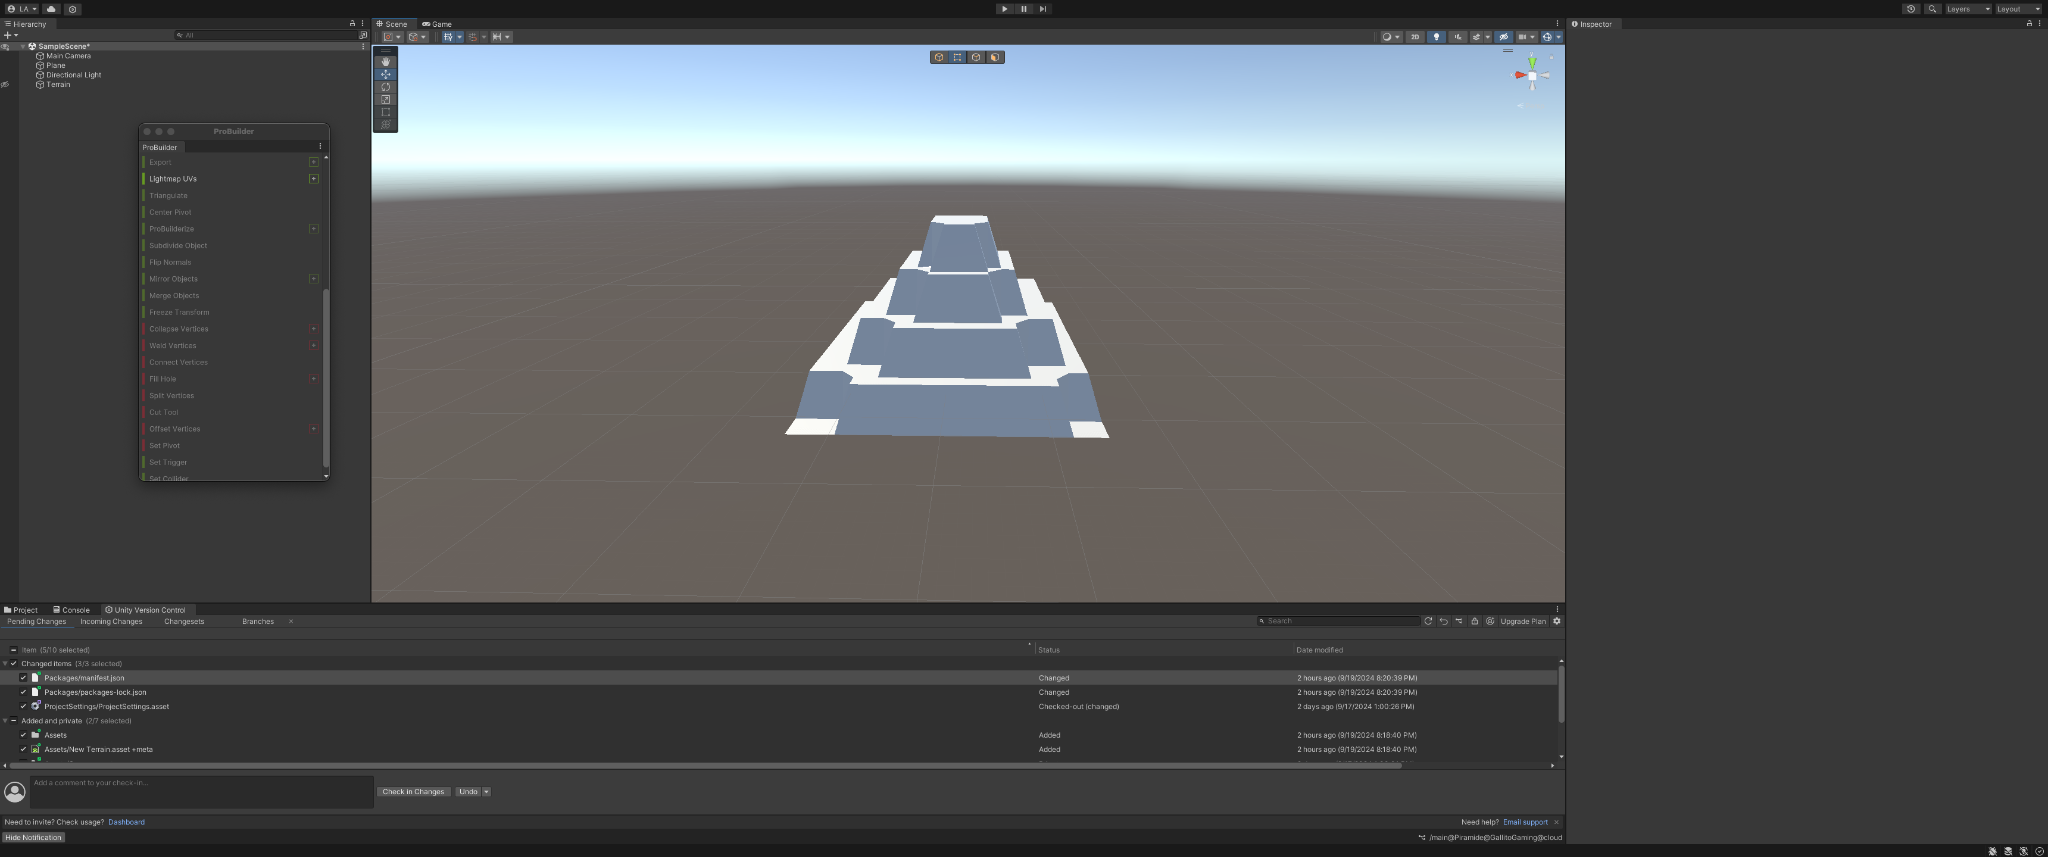 LA
Layers
Layout
Hierarchy
All
SampleScene*
Main Camera
Plane
Directional Light
Terrain
ProBuilder
ProBuilder
Export
Lightmap UVs
Triangulate
Center Pivot
ProBuilderize
Subdivide Object
Flip Normals
Mirror Objects
Merge Objects
Freeze Transform
Collapse Vertices
Weld Vertices
Connect Vertices
Fill Hole
Split Vertices
Cut Tool
Offset Vertices
Set Pivot
Set Trigger
Set Collider
Scene
Game
2D
Inspector
Project
Console
Unity Version Control
Pending Changes
Incoming Changes
Changesets
Branches
Search
Upgrade Plan
Item (5/10 selected)
Status
Date modified
Changed items (3/3 selected)
Packages/manifest.json
Changed
2 hours ago (9/19/2024 8:20:39 PM)
Packages/packages-lock.json
Changed
2 hours ago (9/19/2024 8:20:39 PM)
ProjectSettings/ProjectSettings.asset
Checked-out (changed)
2 days ago (9/17/2024 1:00:26 PM)
Added and private (2/7 selected)
Assets
Added
2 hours ago (9/19/2024 8:18:40 PM)
Assets/New Terrain.asset +meta
Added
2 hours ago (9/19/2024 8:18:40 PM)
Add a comment to your check-in...
Check in Changes
Undo
Need to invite? Check usage? Dashboard
Need help? Email support
Hide Notification
/main@Piramide@GallitoGaming@cloud